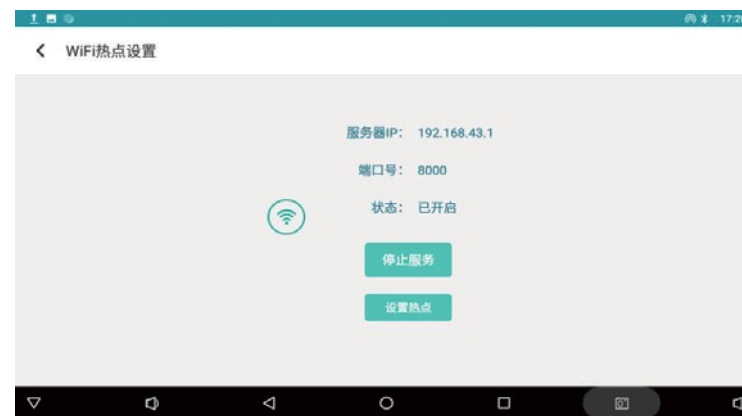 WiFi热点设置
服务器IP： 192.168.43.1
端口号： 8000
状态： 已开启
停止服务
设置热点